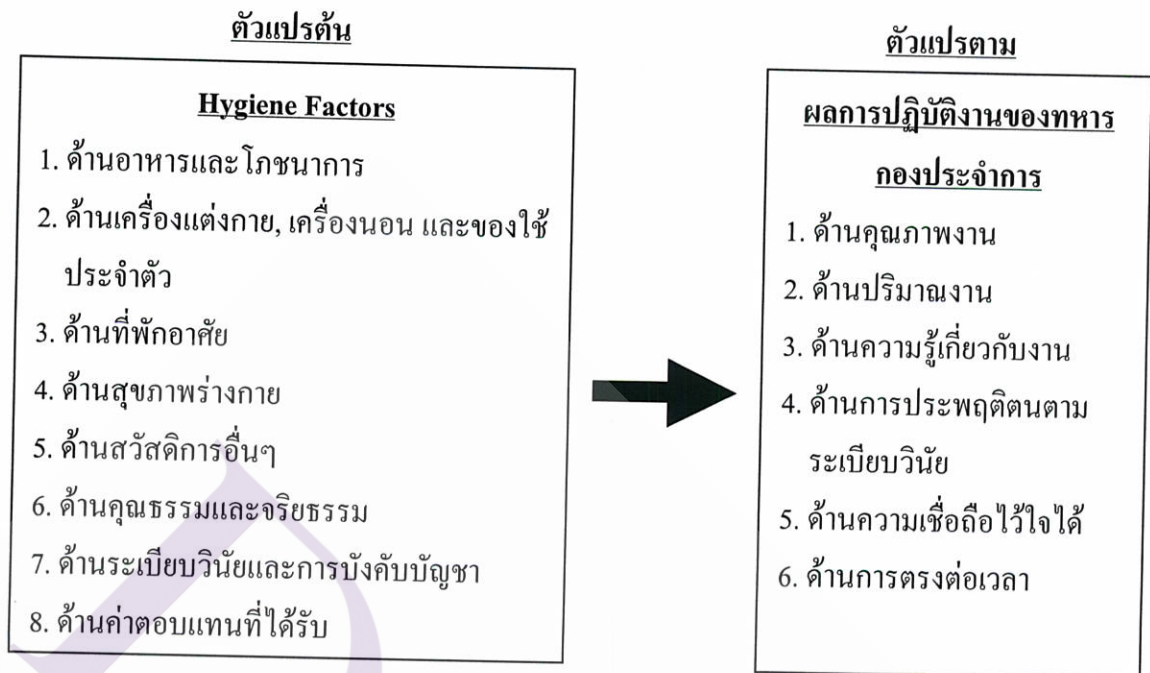 ตัวแปรต้น
Hygiene Factors
1. ด้านอาหารและโภชนาการ
2. ด้านเครื่องแต่งกาย, เครื่องนอน และของใช้
ประจำตัว
3. ด้านที่พักอาศัย
4. ด้านสุขภาพร่างกาย
5. ด้านสวัสดิการอื่นๆ
6. ด้านคุณธรรมและจริยธรรม
7. ด้านระเบียบวินัยและการบังคับบัญชา
8. ด้านค่าตอบแทนที่ได้รับ
ตัวแปรตาม
ผลการปฏิบัติงานของทหาร
กองประจำการ
1. ด้านคุณภาพงาน
2. ด้านปริมาณงาน
3. ด้านความรู้เกี่ยวกับงาน
4. ด้านการประพฤติตนตาม
ระเบียบวินัย
5. ด้านความเชื่อถือไว้ใจได้
6. ด้านการตรงต่อเวลา